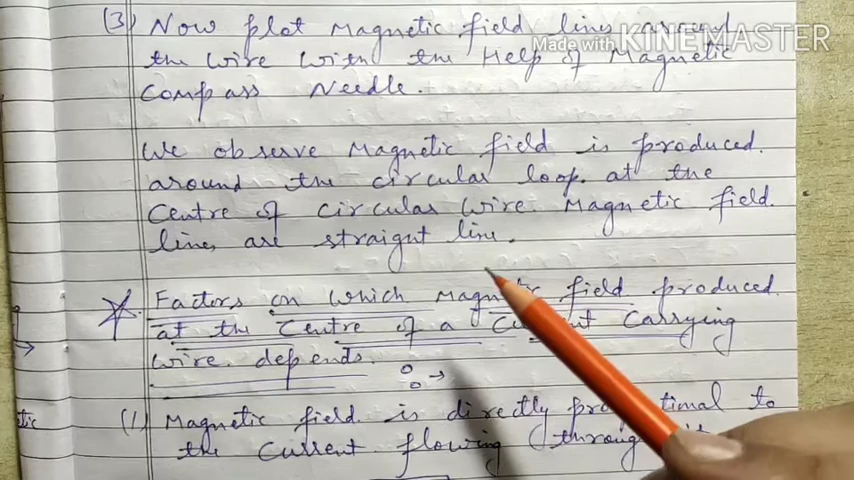 (3) Now plot Magnetic field lines around
Made with KINEMASTER
the wire with the Help of Magnetic
Compass Needle.
We observe Magnetic field is produced.
around the circular loop. at the
Centre of circular wire. Magnetic field.
lines are straignt line.
Factors on which Magnetic field produced
at the Centre of a Current Carrying
wire. depends.
tic (1) Magnetic field is directly to
the Current flowing through